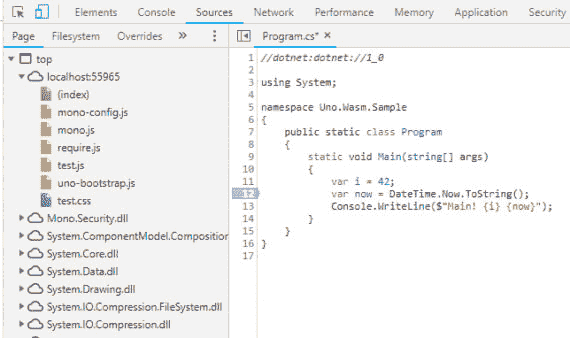 Elements Console Sources Network Performance Memory Application Security
Page Filesystem Overrides »
Program.cs* ×
top
localhost:55965
(index)
mono-config.js
mono.js
require.js
test.js
uno-bootstrap.js
test.css
Mono.Security.dll
System.ComponentModel.Composition
System.Core.dll
System.Data.dll
System.Drawing.dll
System.IO.Compression.FileSystem.dll
System.IO.Compression.dll
1 //dotnet:dotnet://1_0
2
3 using System;
4
5 namespace Uno.Wasm.Sample
6 {
7 public static class Program
8 {
9 static void Main(string[] args)
10 {
11 var i = 42;
12 var now = DateTime.Now.ToString();
13 Console.WriteLine($"Main! {i} {now}");
14 }
15 }
16 }
17